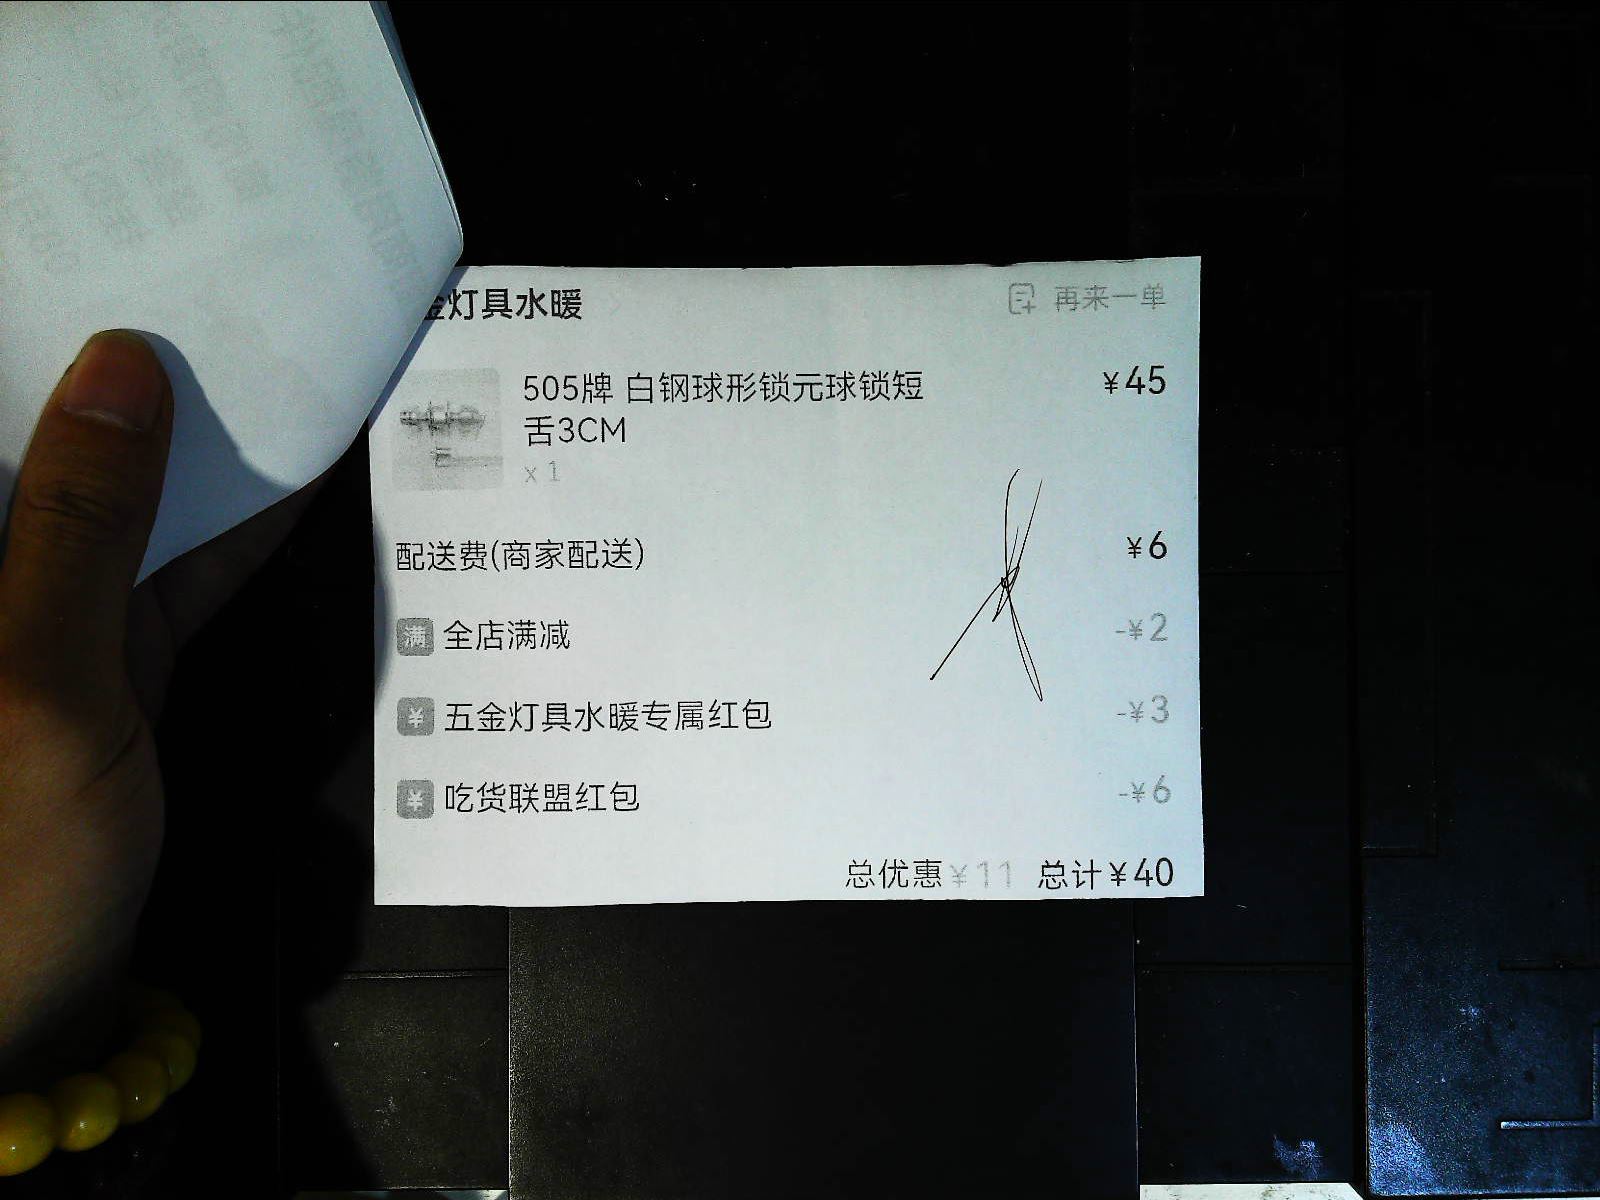 金灯具水暖
再来一单
505牌 白钢球形锁元球锁短
舌3CM
¥45
x 1
配送费(商家配送)
¥6
满 全店满减
-¥2
¥ 五金灯具水暖专属红包
-¥3
¥ 吃货联盟红包
-¥6
总优惠¥11 总计¥40